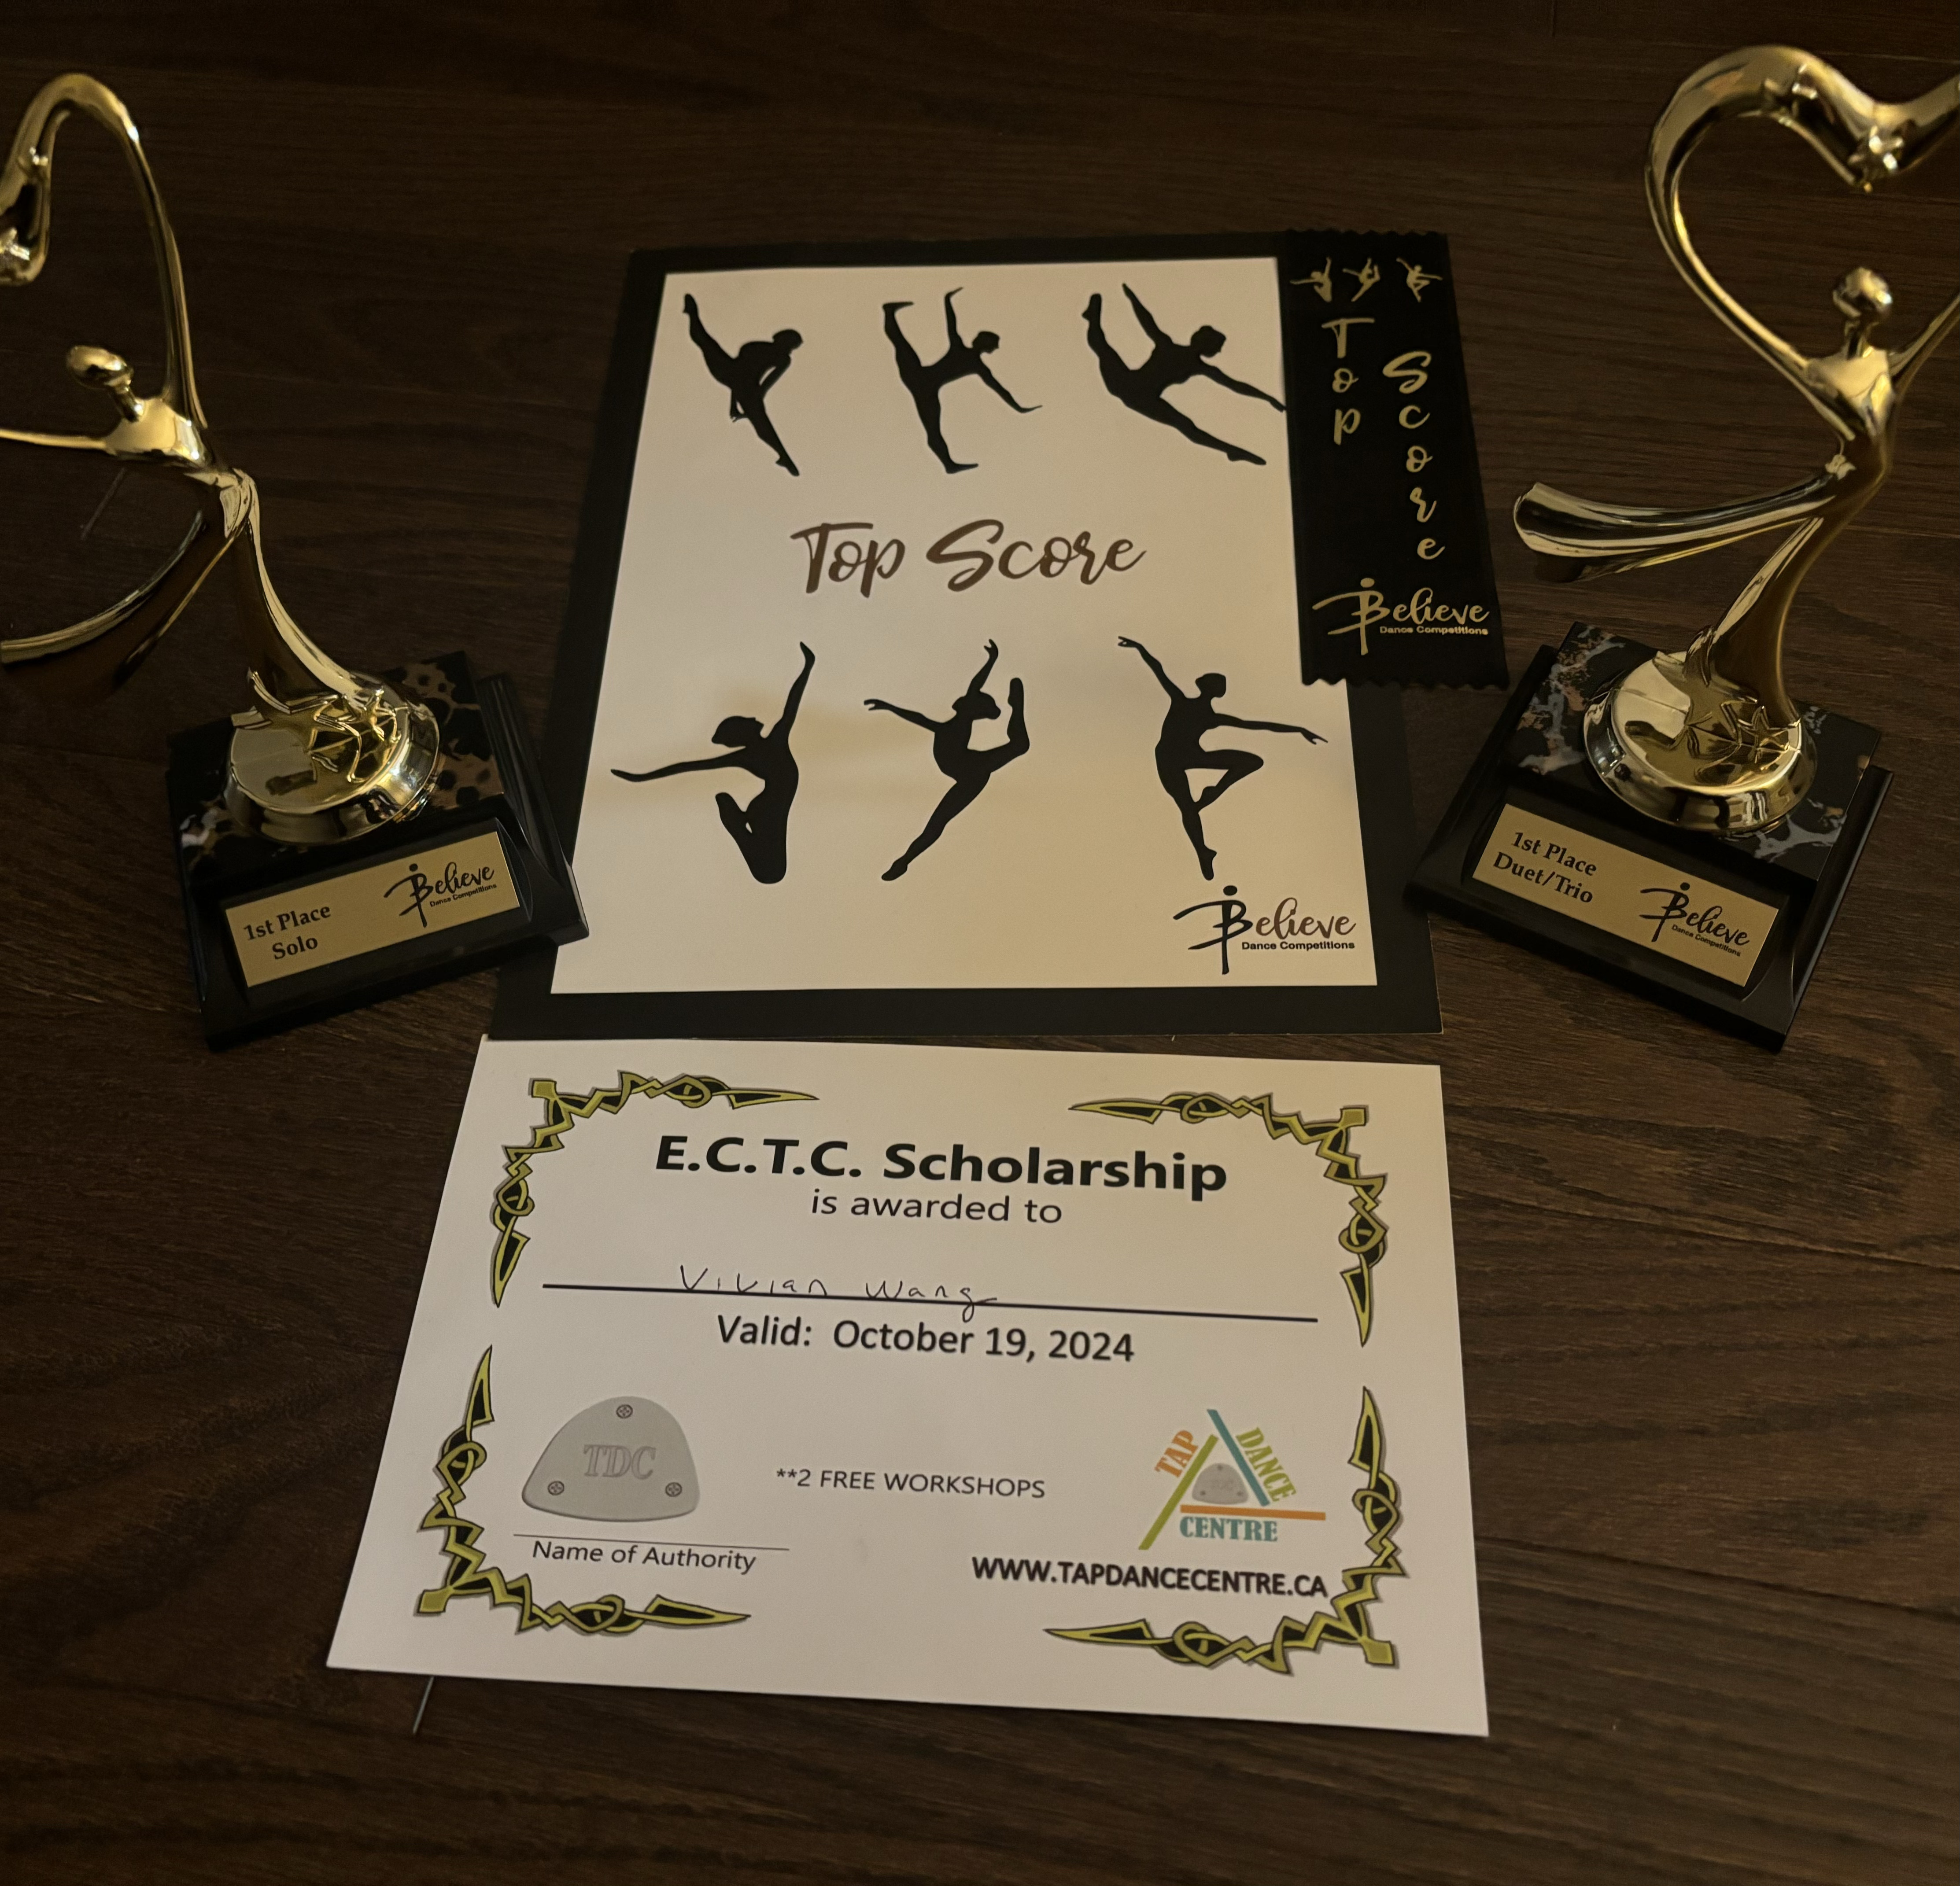 Top Score
Top
Score
Believe
Dance Competitions
Believe
Dance Competitions
1st Place
Solo
Believe
Dance Competitions
1st Place
Duet/Trio
Believe
Dance Competitions
E.C.T.C. Scholarship
is awarded to
Vivian Wang
Valid: October 19, 2024
TDC
**2 FREE WORKSHOPS
TAP
DANCE
CENTRE
Name of Authority
WWW.TAPDANCECENTRE.CA